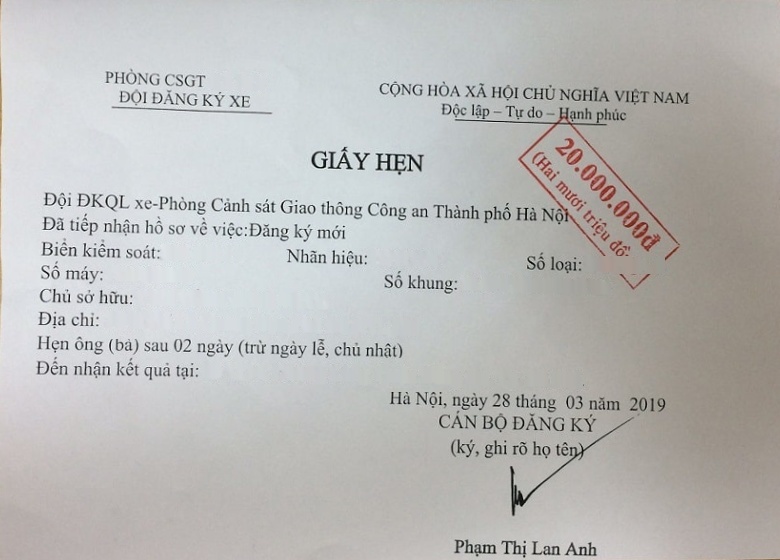 PHÒNG CSGT
ĐỘI ĐĂNG KÝ XE
CỘNG HÒA XÃ HỘI CHỦ NGHĨA VIỆT NAM
Độc lập – Tự do – Hạnh phúc
GIẤY HẸN
20.000.000đ
(Hai mươi triệu đồ
Đội ĐKQL xe-Phòng Cảnh sát Giao thông Công an Thành phố Hà Nội
Đã tiếp nhận hồ sơ về việc:Đăng ký mới
Biển kiểm soát: Nhãn hiệu: Số loại:
Số máy: Số khung:
Chủ sở hữu:
Địa chỉ:
Hẹn ông (bà) sau 02 ngày (trừ ngày lễ, chủ nhật)
Đến nhận kết quả tại:
Hà Nội, ngày 28 tháng 03 năm 2019
CÁN BỘ ĐĂNG KÝ
(ký, ghi rõ họ tên)
Phạm Thị Lan Anh